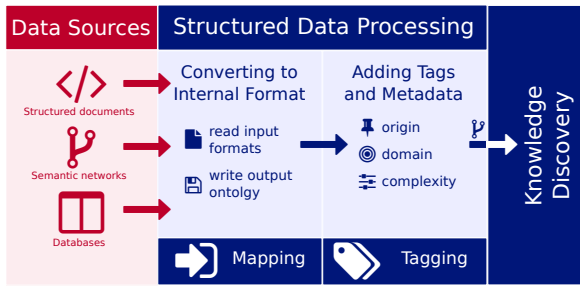 Data Sources
Structured documents
Semantic networks
Databases
Structured Data Processing
Converting to
Internal Format
read input
formats
write output
ontolgy
Mapping
Adding Tags
and Metadata
origin
domain
complexity
Tagging
Knowledge
Discovery